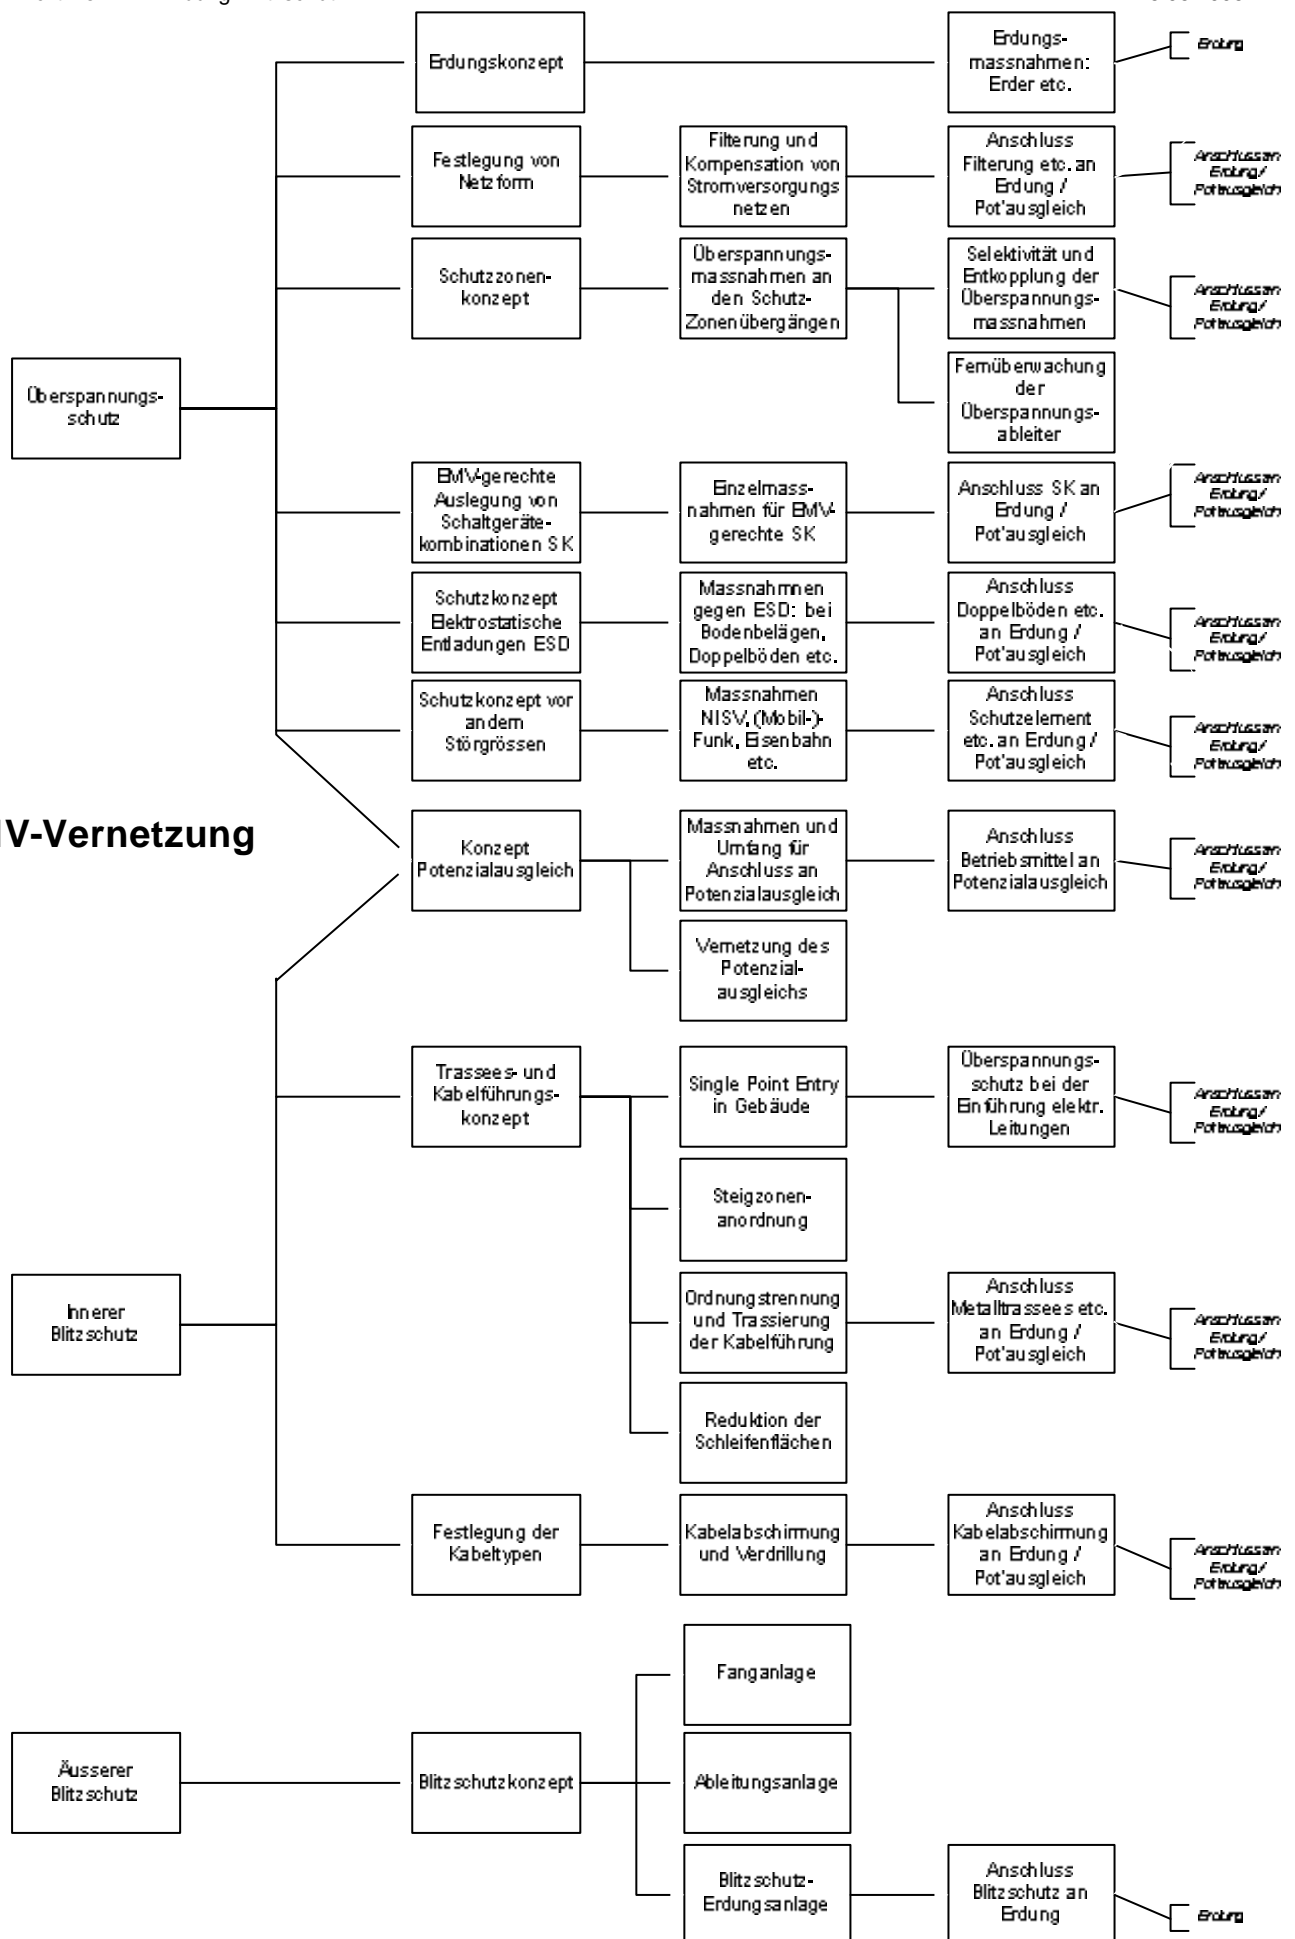 Erdungskonzept
Erdungs-
massnahmen:
Erder etc.
Erdung
Festlegung von
Netzform
Filterung und
Kompensation von
Stromversorgungs
netzen
Anschluss
Filterung etc. an
Erdung /
Pot'ausgleich
Anschluss an
Erdung /
Pot'ausgleich
Schutzzonen-
konzept
Überspannungs-
massnahmen an
den Schutz-
Zonenübergängen
Selektivität und
Entkopplung der
Überspannungs-
massnahmen
Anschluss an
Erdung /
Pot'ausgleich
Überspannungs-
schutz
Fernüberwachung
der
Überspannungs-
ableiter
EMV-gerechte
Auslegung von
Schaltgeräte-
kombinationen SK
Einzelmass-
nahmen für EMV-
gerechte SK
Anschluss SK an
Erdung /
Pot'ausgleich
Anschluss an
Erdung /
Pot'ausgleich
Schutzkonzept
Elektrostatische
Entladungen ESD
Massnahmnen
gegen ESD: bei
Bodenbelägen,
Doppelböden etc.
Anschluss
Doppelböden etc.
an Erdung /
Pot'ausgleich
Anschluss an
Erdung /
Pot'ausgleich
Schutzkonzept vor
andern
Störgrössen
Massnahmen
NISV, (Mobil-)-
Funk, Eisenbahn
etc.
Anschluss
Schutzelement
etc. an Erdung /
Pot'ausgleich
Anschluss an
Erdung /
Pot'ausgleich
V-Vernetzung
Konzept
Potenzialausgleich
Massnahmen und
Umfang für
Anschluss an
Potenzialausgleich
Anschluss
Betriebsmittel an
Potenzialausgleich
Anschluss an
Erdung /
Pot'ausgleich
Vernetzung des
Potenzial-
ausgleichs
Trassees- und
Kabelführungs-
konzept
Single Point Entry
in Gebäude
Überspannungs-
schutz bei der
Einführung elektr.
Leitungen
Anschluss an
Erdung /
Pot'ausgleich
Steigzonen-
anordnung
Innerer
Blitzschutz
Ordnungstrennung
und Trassierung
der Kabelführung
Anschluss
Metalltrassees etc.
an Erdung /
Pot'ausgleich
Anschluss an
Erdung /
Pot'ausgleich
Reduktion der
Schleifenflächen
Festlegung der
Kabeltypen
Kabelabschirmung
und Verdrillung
Anschluss
Kabelabschirmung
an Erdung /
Pot'ausgleich
Anschluss an
Erdung /
Pot'ausgleich
Fanganlage
Äusserer
Blitzschutz
Blitzschutzkonzept
Ableitungsanlage
Blitzschutz-
Erdungsanlage
Anschluss
Blitzschutz an
Erdung
Erdung